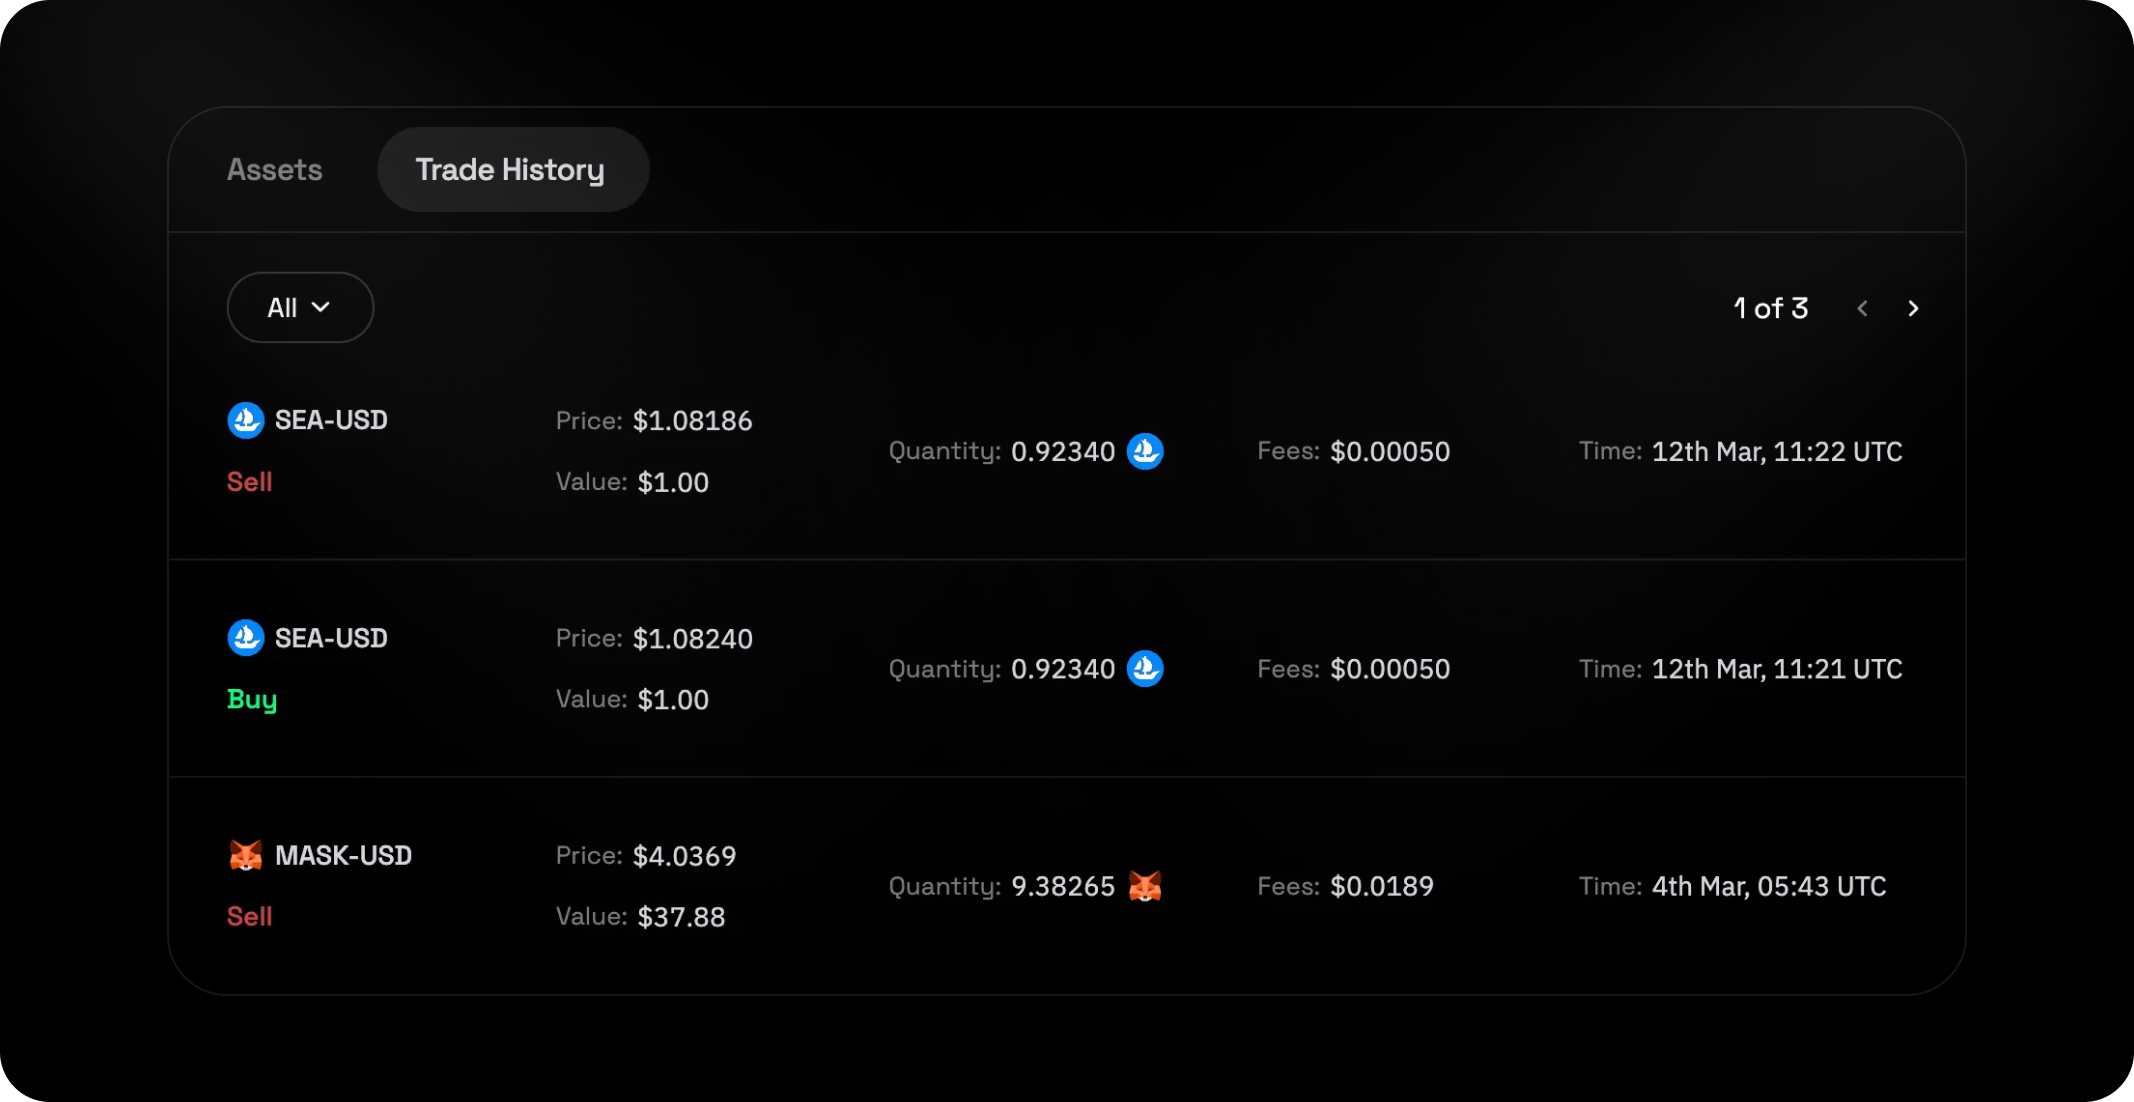 Assets Trade History
All 1 of 3
SEA-USD Price: $1.08186
Quantity: 0.92340 Fees: $0.00050 Time: 12th Mar, 11:22 UTC
Sell Value: $1.00
SEA-USD Price: $1.08240
Quantity: 0.92340 Fees: $0.00050 Time: 12th Mar, 11:21 UTC
Buy Value: $1.00
MASK-USD Price: $4.0369
Quantity: 9.38265 Fees: $0.0189 Time: 4th Mar, 05:43 UTC
Sell Value: $37.88